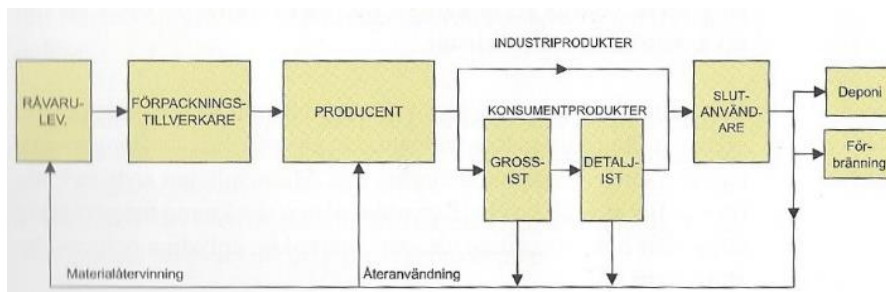 INDUSTRIPRODUKTER
RÅVARU-
LEV.
FÖRPACKNINGS-
TILLVERKARE
PRODUCENT
KONSUMENTPRODUKTER
GROSS-
IST
DETALJ-
IST
SLUT-
ANVÄND-
ARE
Deponi
För-
bränning
Materialåtervinning
Återanvändning